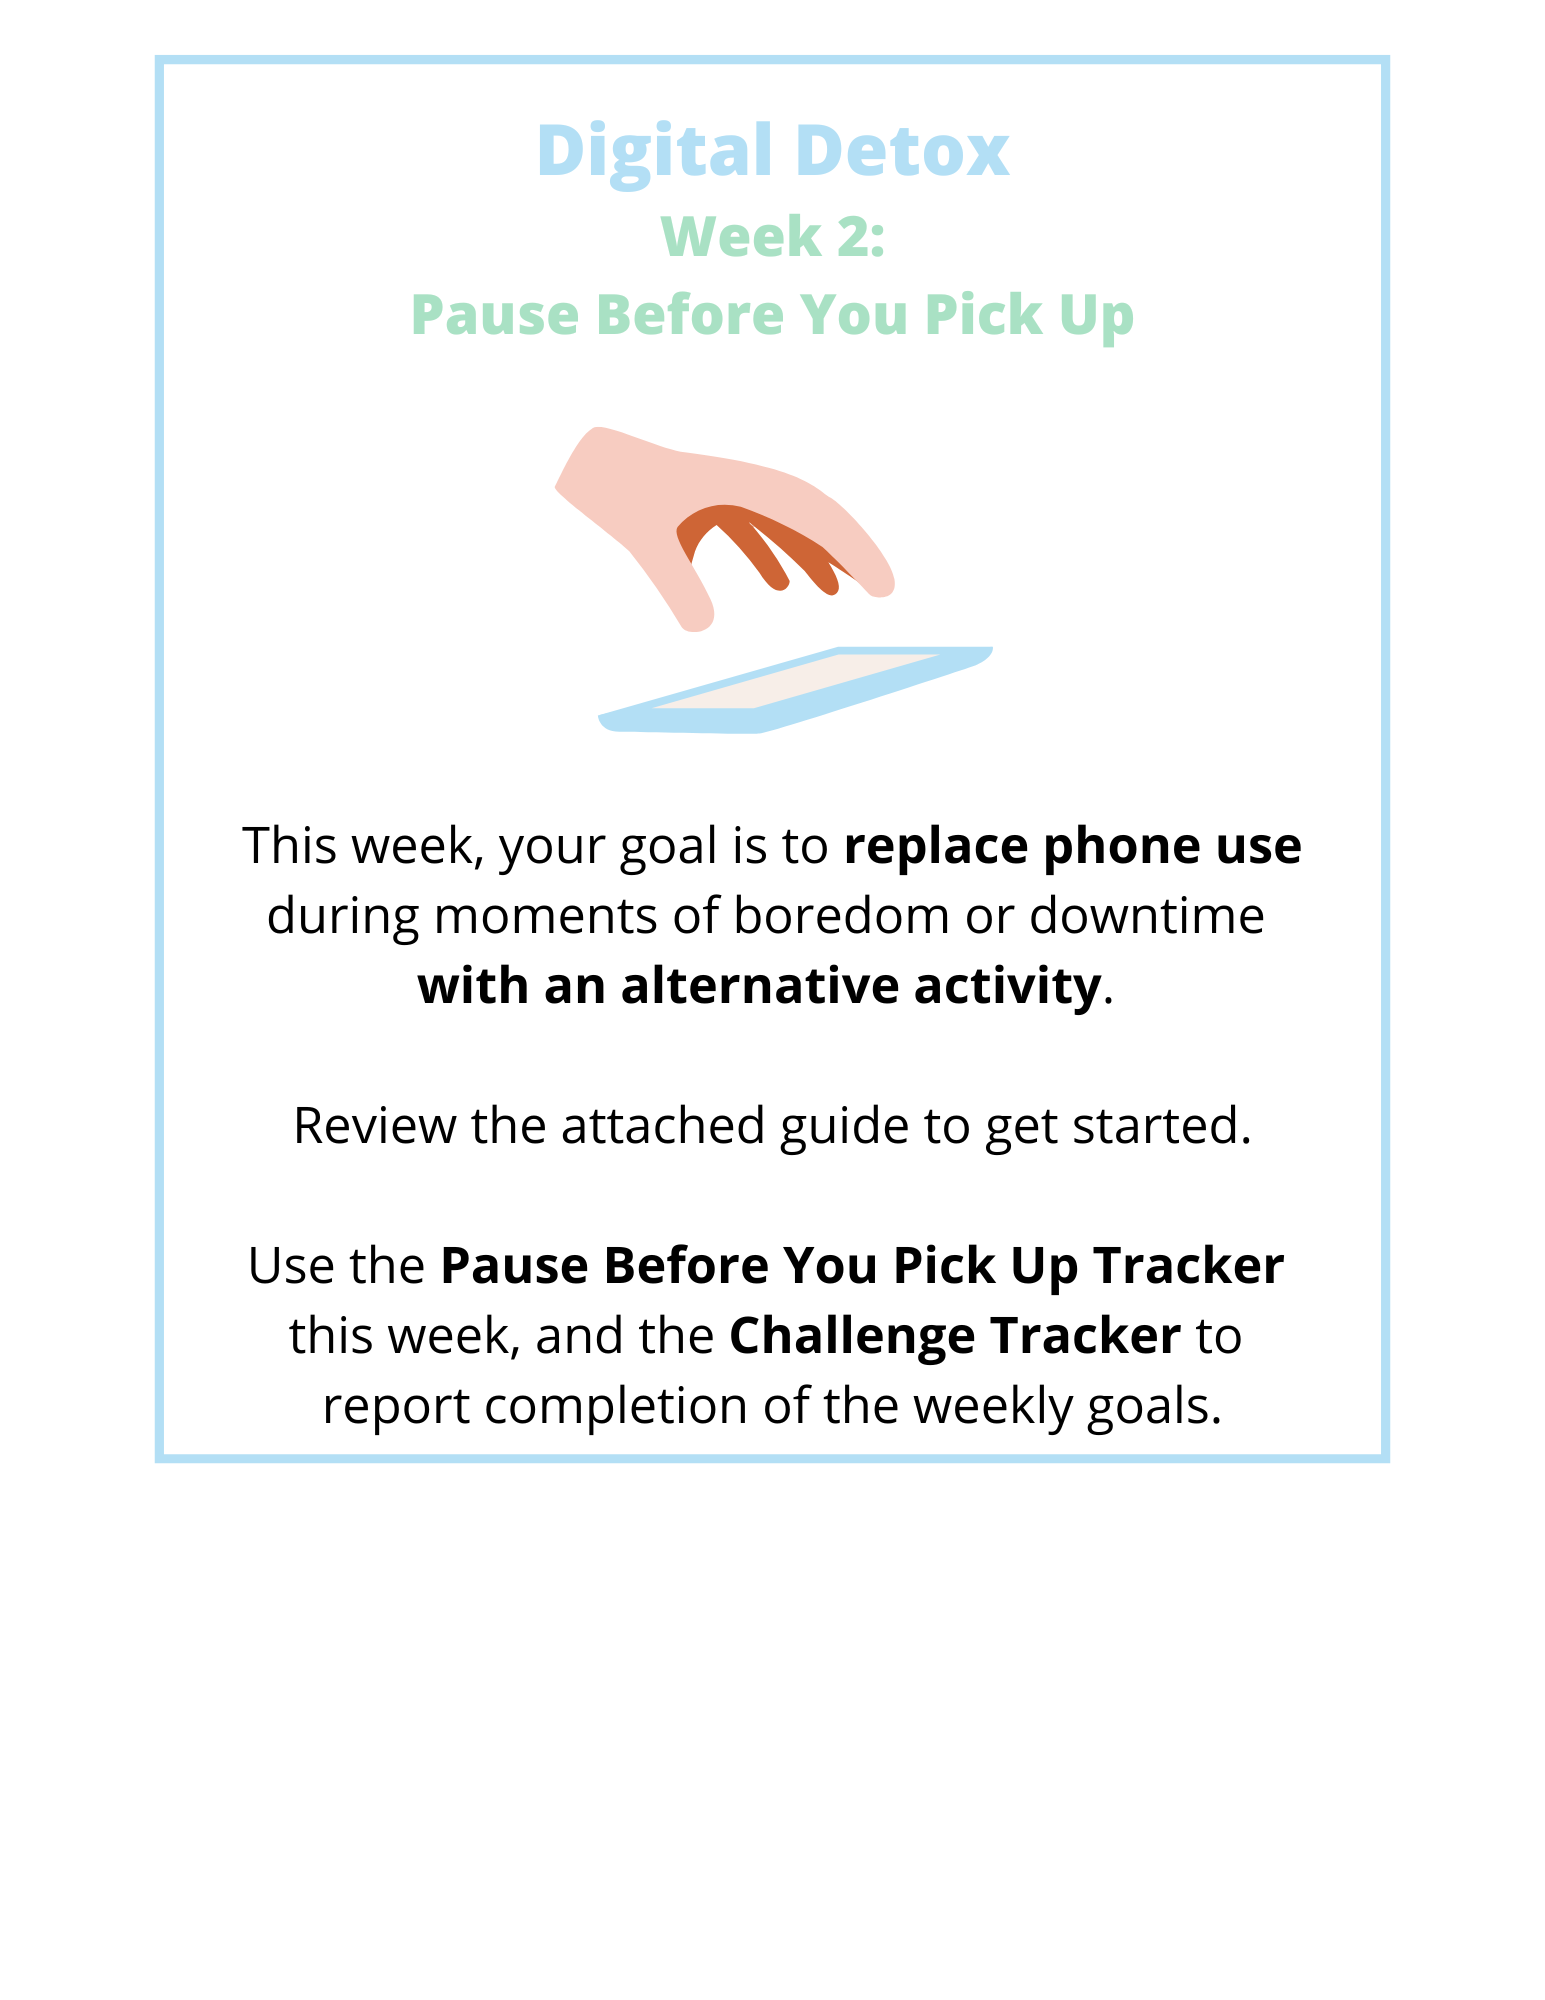 Digital Detox
Week 2:
Pause Before You Pick Up
This week, your goal is to replace phone use
during moments of boredom or downtime
with an alternative activity.
Review the attached guide to get started.
Use the Pause Before You Pick Up Tracker
this week, and the Challenge Tracker to
report completion of the weekly goals.